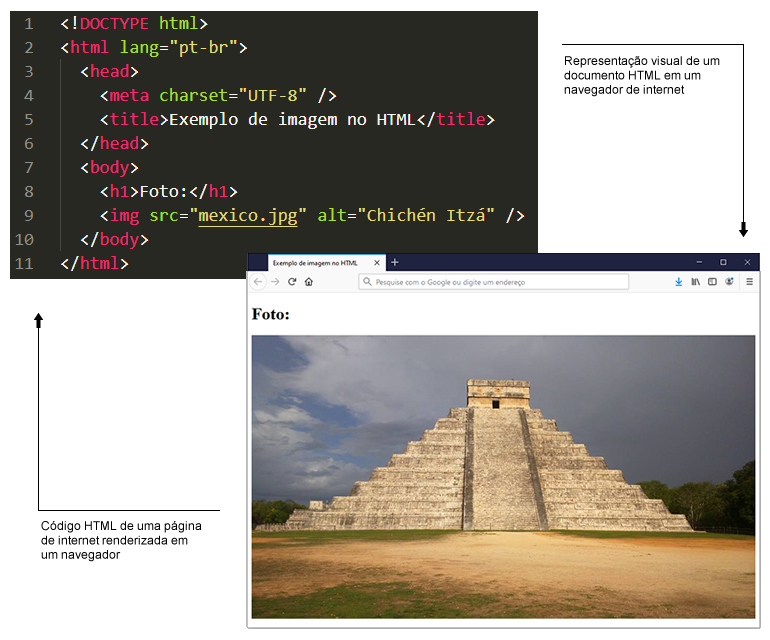 1 <!DOCTYPE html>
2 <html lang="pt-br">
3 <head>
4 <meta charset="UTF-8" />
5 <title>Exemplo de imagem no HTML</title>
6 </head>
7 <body>
8 <h1>Foto:</h1>
9 <img src="mexico.jpg" alt="Chichén Itzá" />
10 </body>
11 </html>
Representação visual de um
documento HTML em um
navegador de internet
Exemplo de imagem no HTML
Pesquise com o Google ou digite um endereço
Foto:
Código HTML de uma página
de internet renderizada em
um navegador